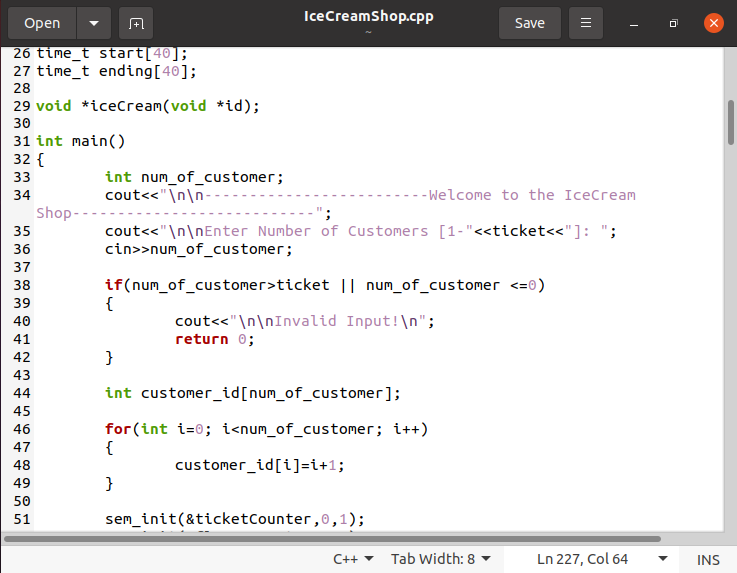 Open IceCreamShop.cpp Save
~
26 time_t start[40];
27 time_t ending[40];
28
29 void *iceCream(void *id);
30
31 int main()
32 {
33 int num_of_customer;
34 cout<<"\n\n-------------------------Welcome to the IceCream
Shop---------------------------";
35 cout<<"\n\nEnter Number of Customers [1-"<<ticket<<"]: ";
36 cin>>num_of_customer;
37
38 if(num_of_customer>ticket || num_of_customer <=0)
39 {
40 cout<<"\n\nInvalid Input!\n";
41 return 0;
42 }
43
44 int customer_id[num_of_customer];
45
46 for(int i=0; i<num_of_customer; i++)
47 {
48 customer_id[i]=i+1;
49 }
50
51 sem_init(&ticketCounter,0,1);
C++ Tab Width: 8 Ln 227, Col 64 INS